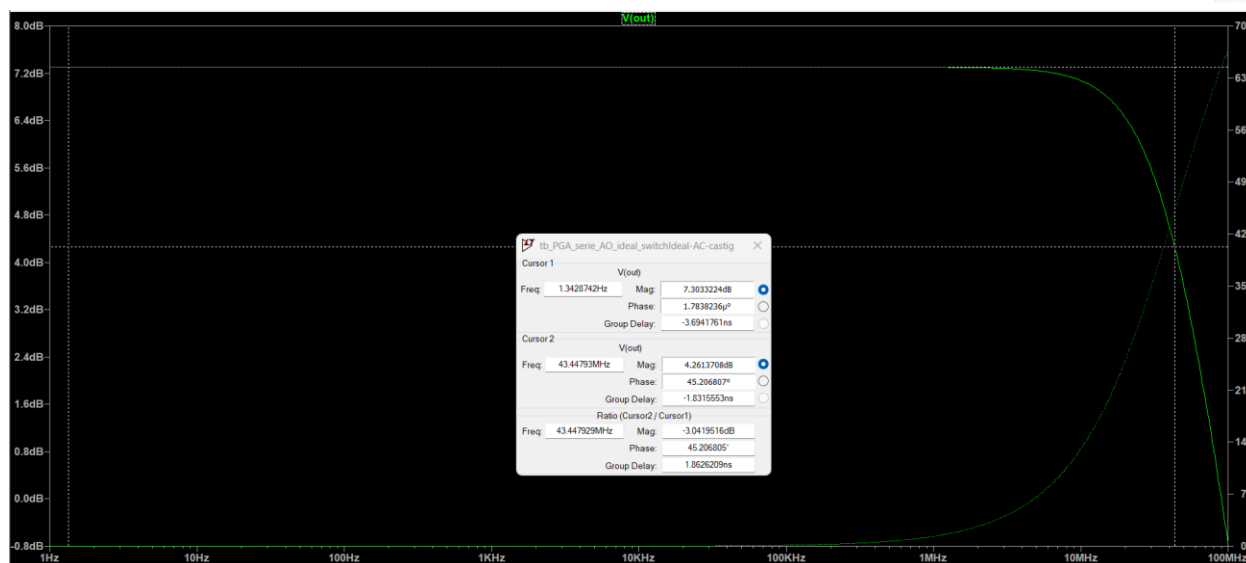 V(out)
8.0dB
7.2dB
6.4dB
5.6dB
4.8dB
4.0dB
3.2dB
2.4dB
1.6dB
0.8dB
0.0dB
-0.8dB
1Hz 10Hz 100Hz 1KHz 10KHz 100KHz 1MHz 10MHz 100MHz
70
63
56
49
42
35
28
21
14
7
0
tb_PGA_serie_AO_ideal_switchIdeal-AC-castig
Cursor 1
V(out)
Freq: 1.3428742Hz Mag: 7.3033224dB
Phase: 1.7838236µ°
Group Delay: -3.6941761ns
Cursor 2
V(out)
Freq: 43.44793MHz Mag: 4.2613708dB
Phase: 45.206807°
Group Delay: -1.8315553ns
Ratio (Cursor2 / Cursor1)
Freq: 43.447929MHz Mag: -3.0419516dB
Phase: 45.206805°
Group Delay: 1.8626209ns